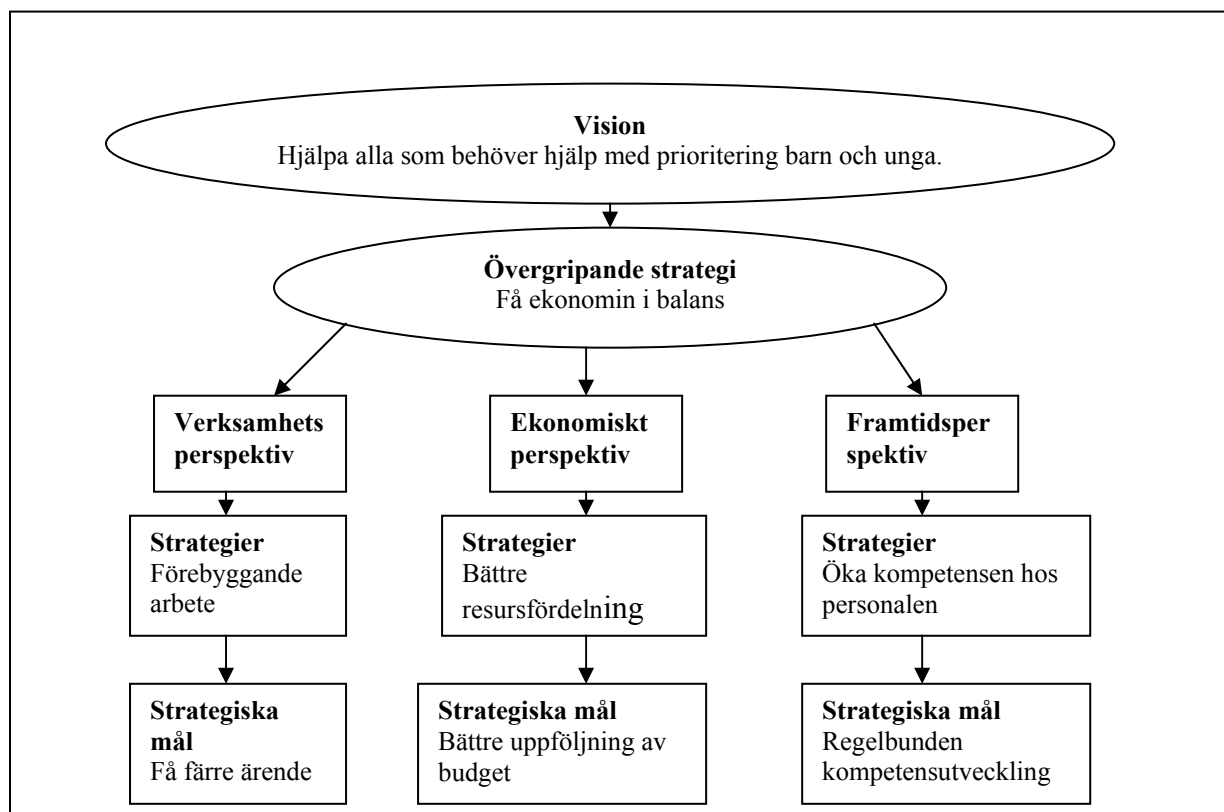 Vision
Hjälpa alla som behöver hjälp med prioritering barn och unga.
Övergripande strategi
Få ekonomin i balans
Verksamhets
perspektiv
Ekonomiskt
perspektiv
Framtidsper
spektiv
Strategier
Förebyggande
arbete
Strategier
Bättre
resursfördelning
Strategier
Öka kompetensen hos
personalen
Strategiska
mål
Få färre ärende
Strategiska mål
Bättre uppföljning av
budget
Strategiska mål
Regelbunden
kompetensutveckling